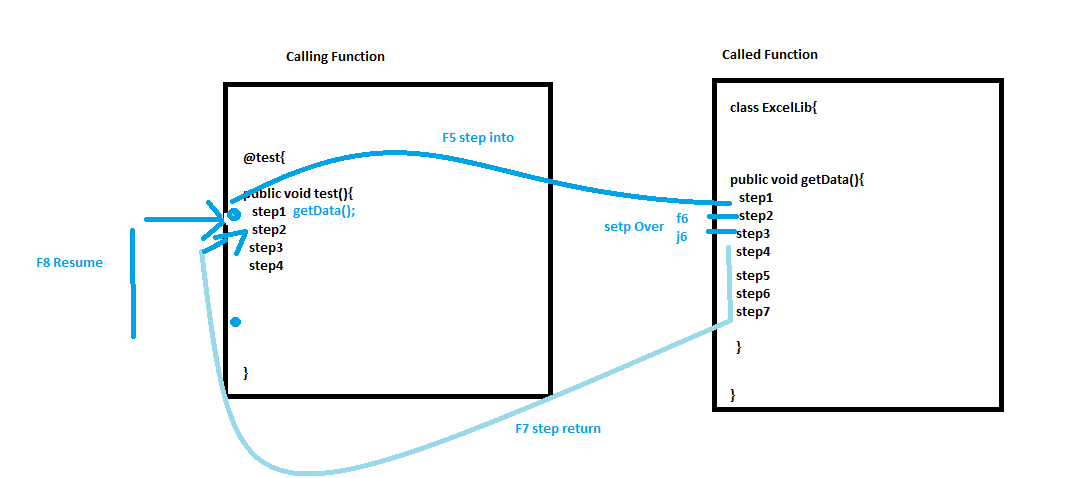 Calling Function
@test{
public void test(){
step1 getData();
step2
step3
step4
}
F8 Resume
F5 step into
setp Over
f6
j6
F7 step return
Called Function
class ExcelLib{
public void getData(){
step1
step2
step3
step4
step5
step6
step7
}
}